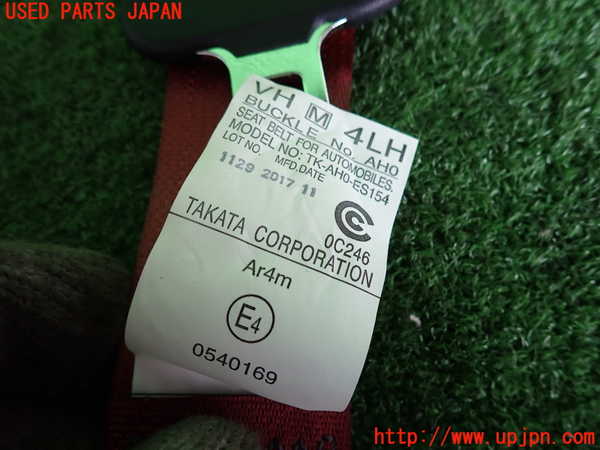 USED PARTS JAPAN
VH M 4LH
BUCKLE No. AH0
SEAT BELT FOR AUTOMOBILES.
MODEL NO: TK-AH0-ES154
LOT NO. MFD,DATE
1129 2017 11
C
0C246
TAKATA CORPORATION
Ar4m
E4
0540169
http://www.upjpn.com/